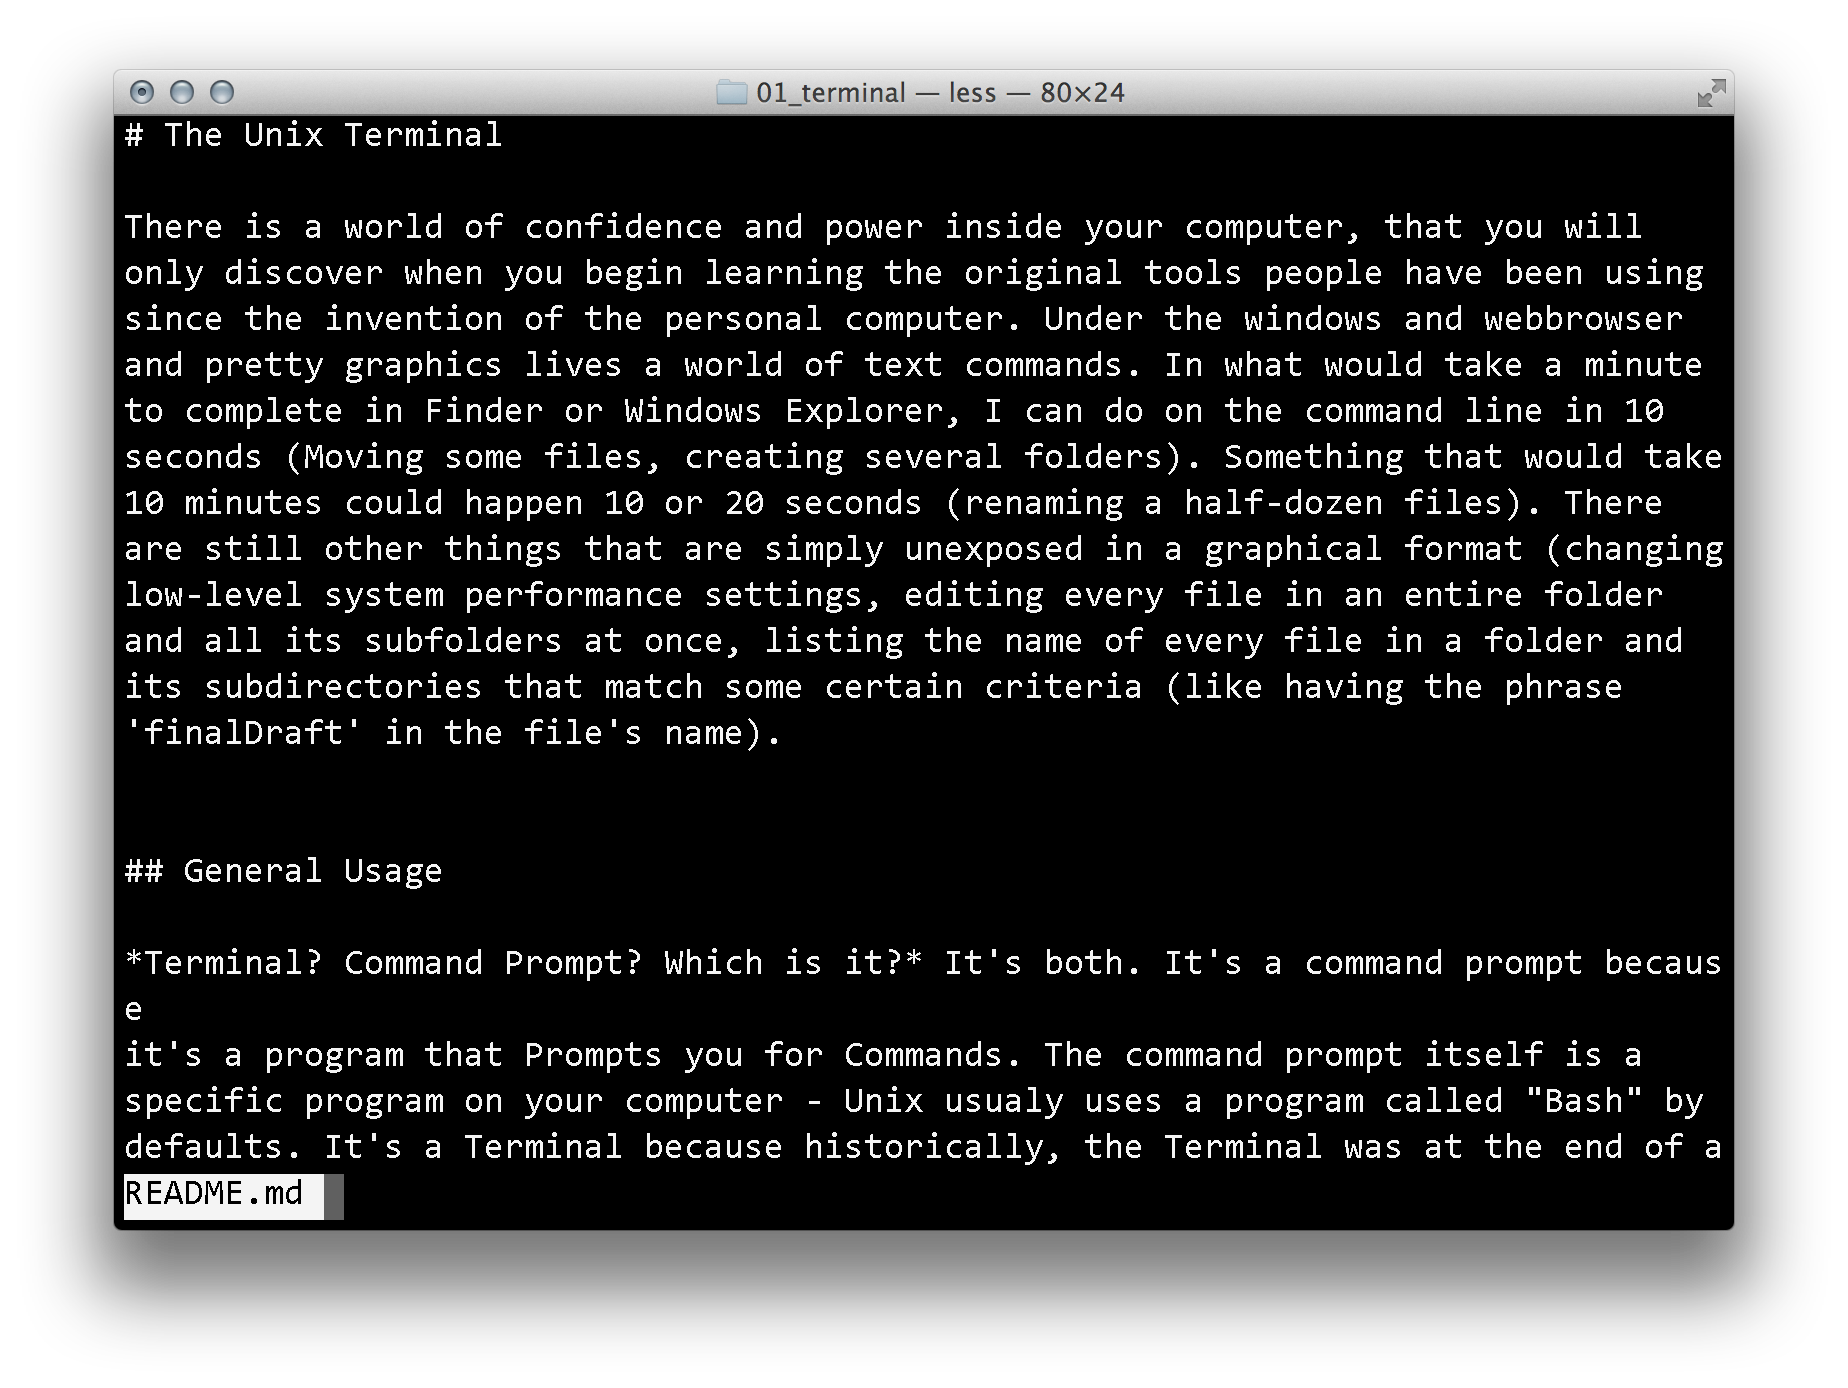 01_terminal — less — 80×24
# The Unix Terminal
There is a world of confidence and power inside your computer, that you will
only discover when you begin learning the original tools people have been using
since the invention of the personal computer. Under the windows and webbrowser
and pretty graphics lives a world of text commands. In what would take a minute
to complete in Finder or Windows Explorer, I can do on the command line in 10
seconds (Moving some files, creating several folders). Something that would take
10 minutes could happen 10 or 20 seconds (renaming a half-dozen files). There
are still other things that are simply unexposed in a graphical format (changing
low-level system performance settings, editing every file in an entire folder
and all its subfolders at once, listing the name of every file in a folder and
its subdirectories that match some certain criteria (like having the phrase
'finalDraft' in the file's name).
## General Usage
*Terminal? Command Prompt? Which is it?* It's both. It's a command prompt becaus
e
it's a program that Prompts you for Commands. The command prompt itself is a
specific program on your computer - Unix usualy uses a program called "Bash" by
defaults. It's a Terminal because historically, the Terminal was at the end of a
README.md